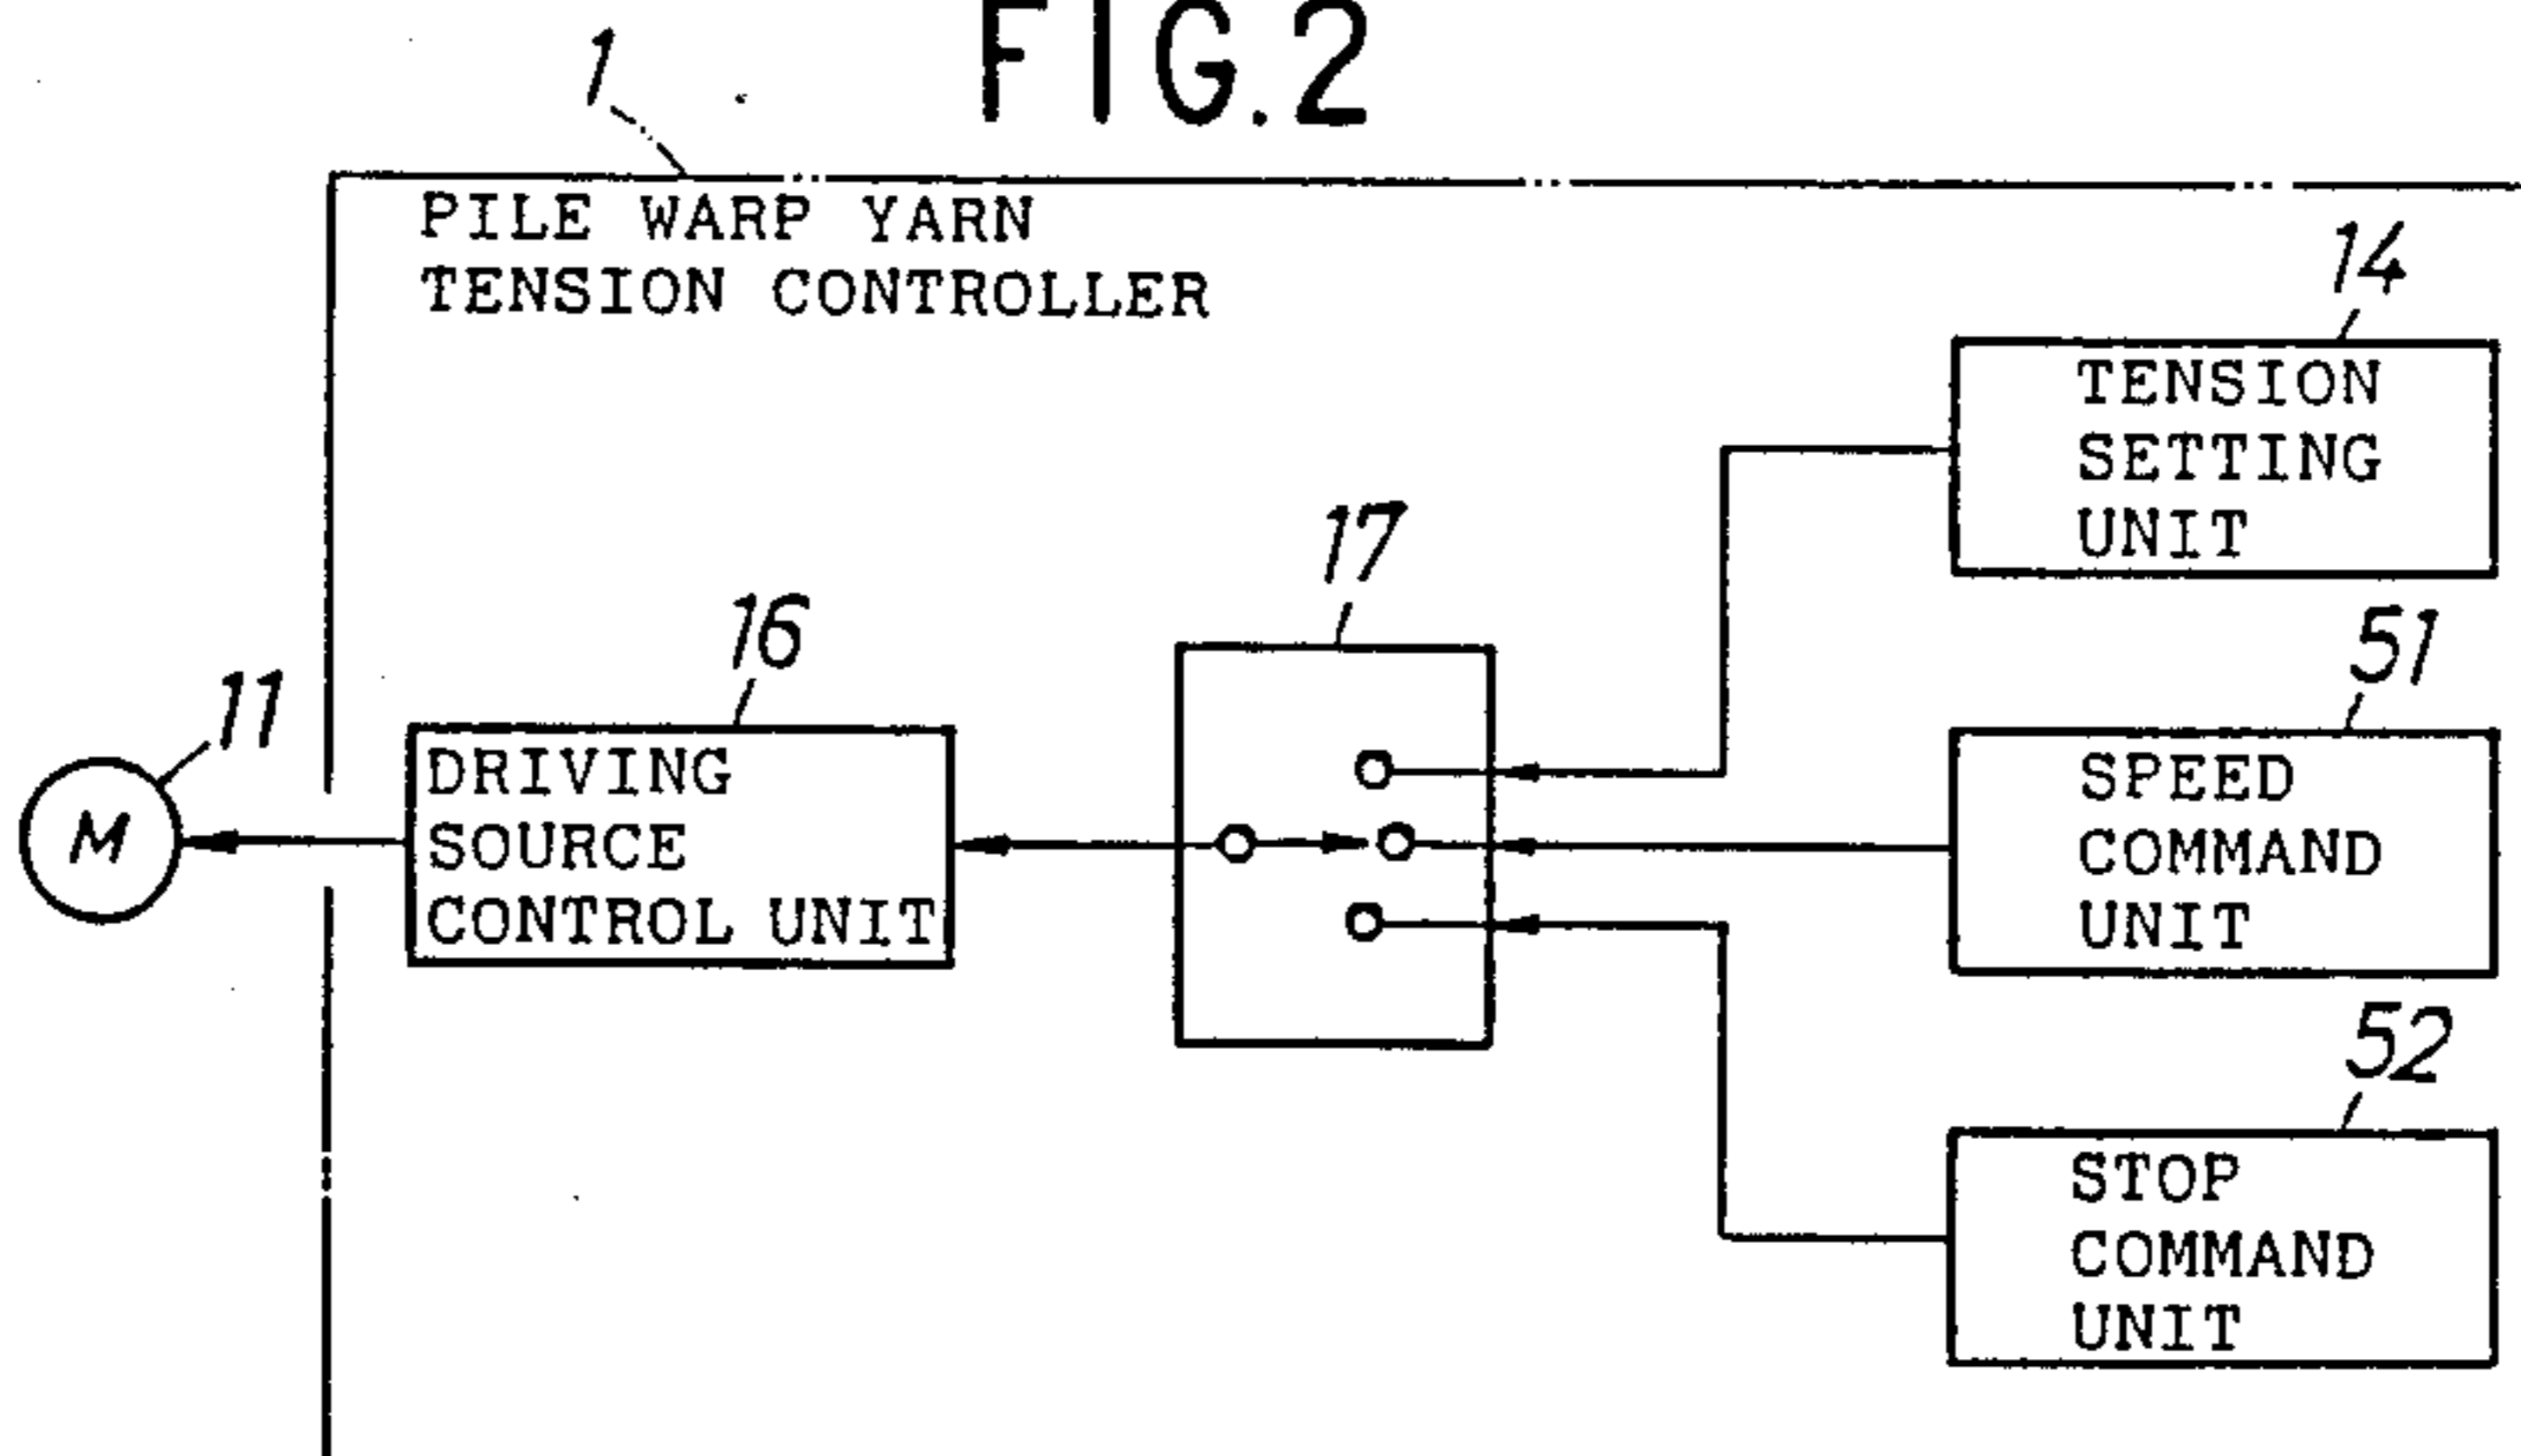 FIG.2
1
PILE WARP YARN
TENSION CONTROLLER
14
TENSION
SETTING
UNIT
17
16
51
11
M
DRIVING
SOURCE
CONTROL UNIT
SPEED
COMMAND
UNIT
52
STOP
COMMAND
UNIT